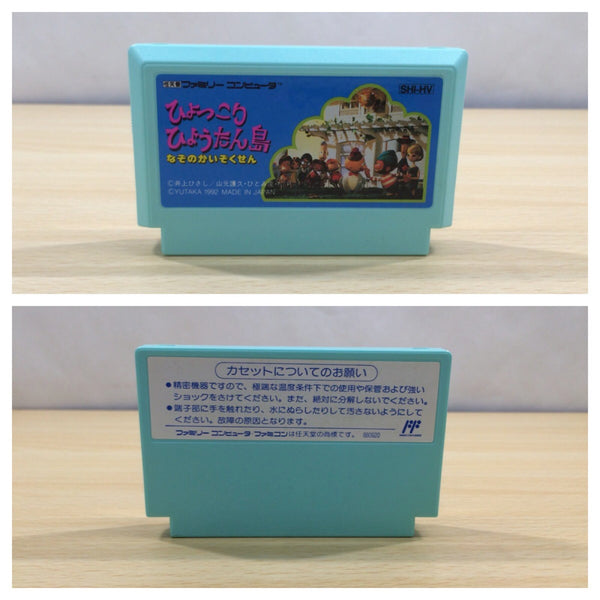 任天堂 ファミリー コンピュータ™
SHI-HV
ひょっこり
ひょうたん島
なぞのかいぞくせん
©井上ひさし/山元護久・ひとみ座
©YUTAKA 1992 MADE IN JAPAN
カセットについてのお願い
●精密機器ですので、極端な温度条件下での使用や保管および強い
ショックをさけてください。また、絶対に分解しないでください。
●端子部に手を触れたり、水にぬらしたりして汚さないようにして
ください。故障の原因となります。
ファミリー コンピュータ ファミコンは任天堂の商標です。